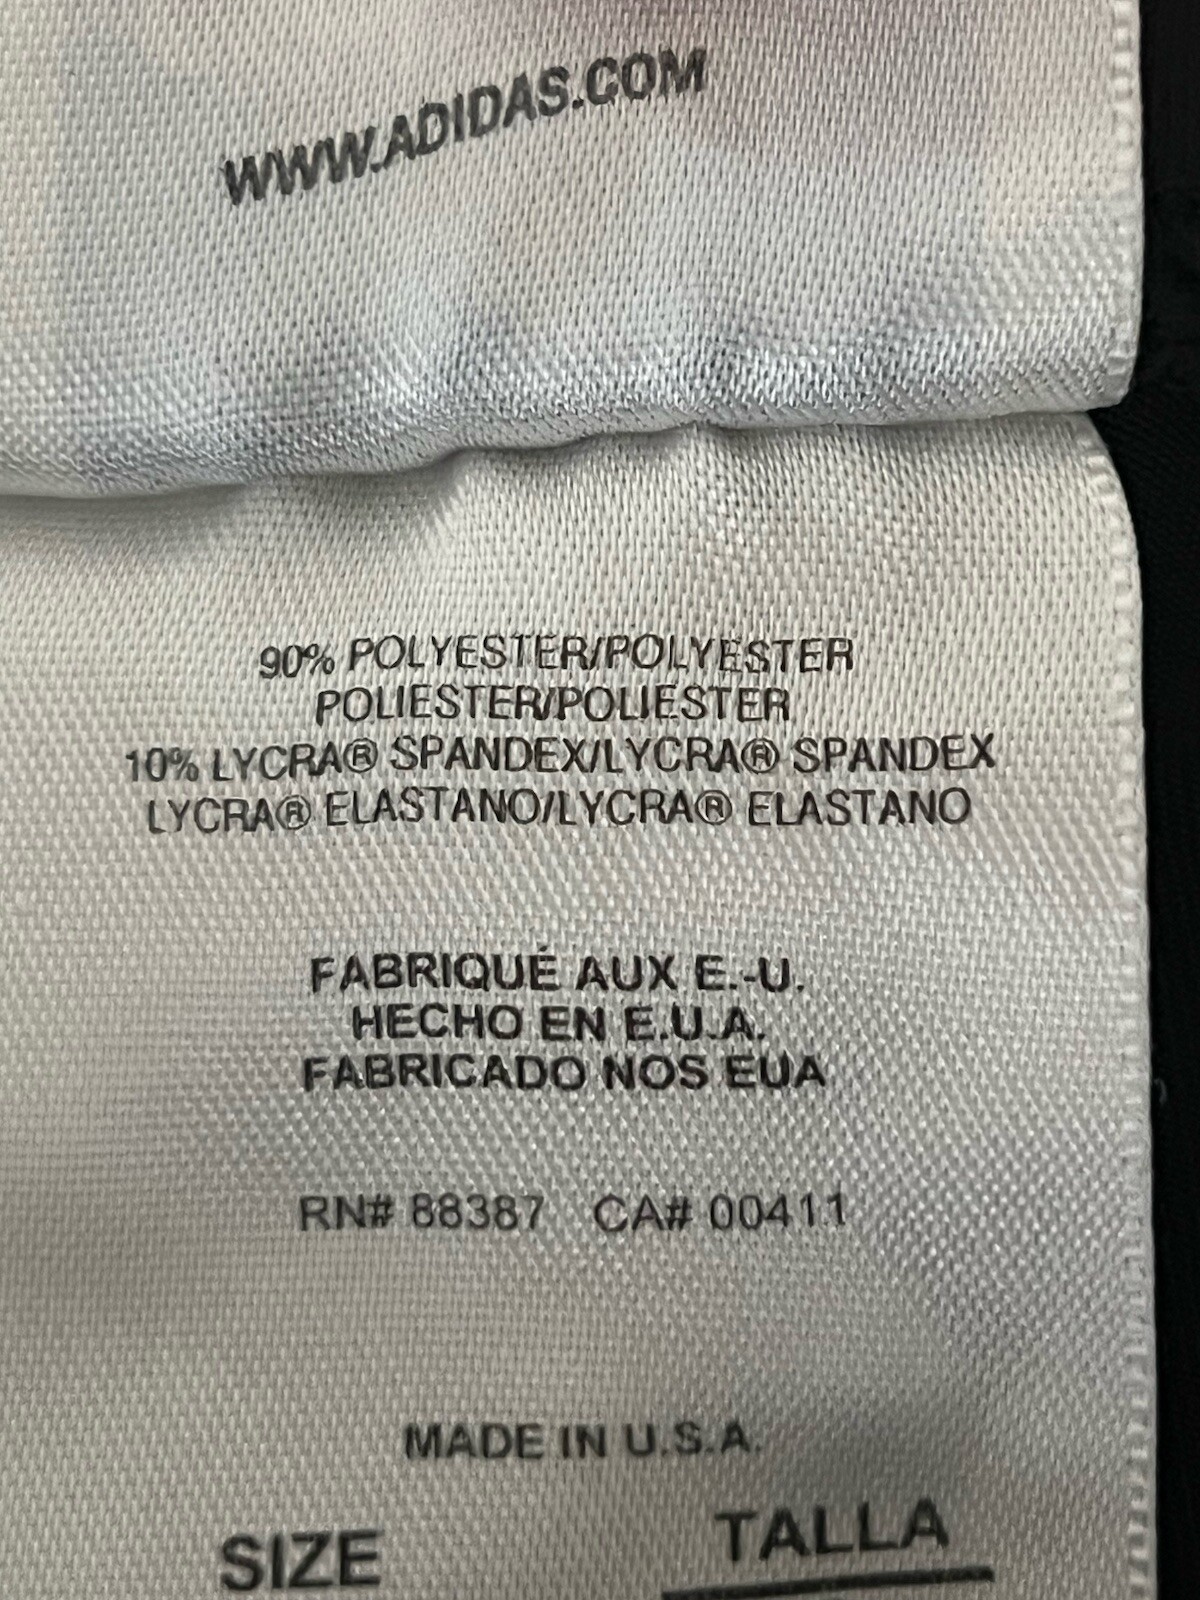 WWW.ADIDAS.COM
90% POLYESTER/POLYESTER
POLIESTER/POLIESTER
10% LYCRA® SPANDEX/LYCRA® SPANDEX
LYCRA® ELASTANO/LYCRA® ELASTANO
FABRIQUÉ AUX E.-U.
HECHO EN E.U.A.
FABRICADO NOS EUA
RN# 88387 CA# 00411
MADE IN U.S.A.
SIZE TALLA